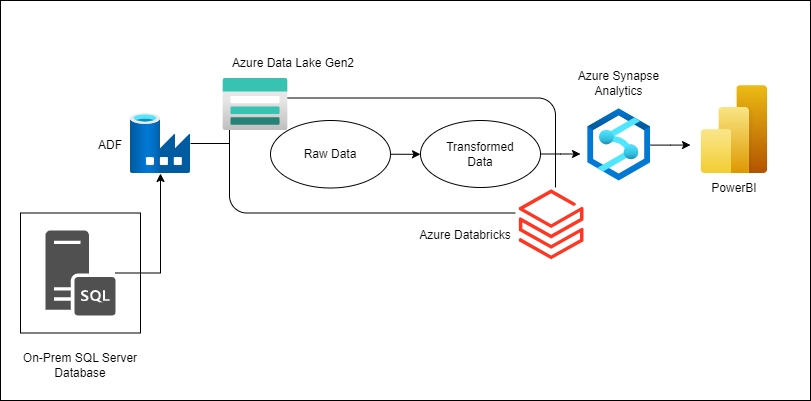 Azure Data Lake Gen2
Azure Synapse
Analytics
ADF
Raw Data
Transformed
Data
PowerBI
Azure Databricks
SQL
On-Prem SQL Server
Database